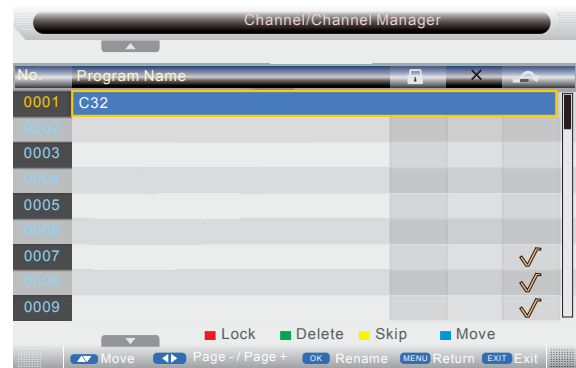 Channel/Channel Manager
No. Program Name
0001 C32
0002
0003
0004
0005
0006
0007
0008
0009
Lock Delete Skip Move
Move Page - / Page + OK Rename MENU Return EXIT Exit